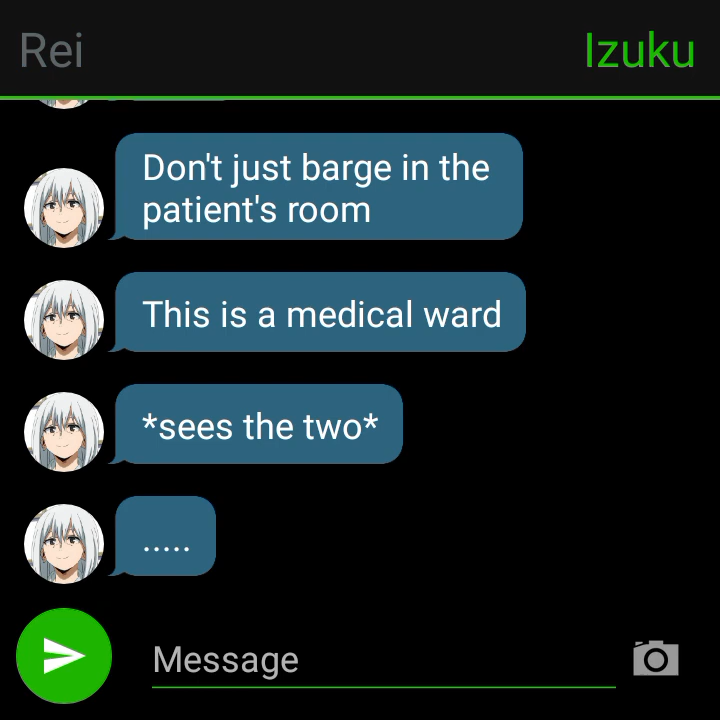 Rei
Izuku
Don't just barge in the
patient's room
This is a medical ward
*sees the two*
.....
Message